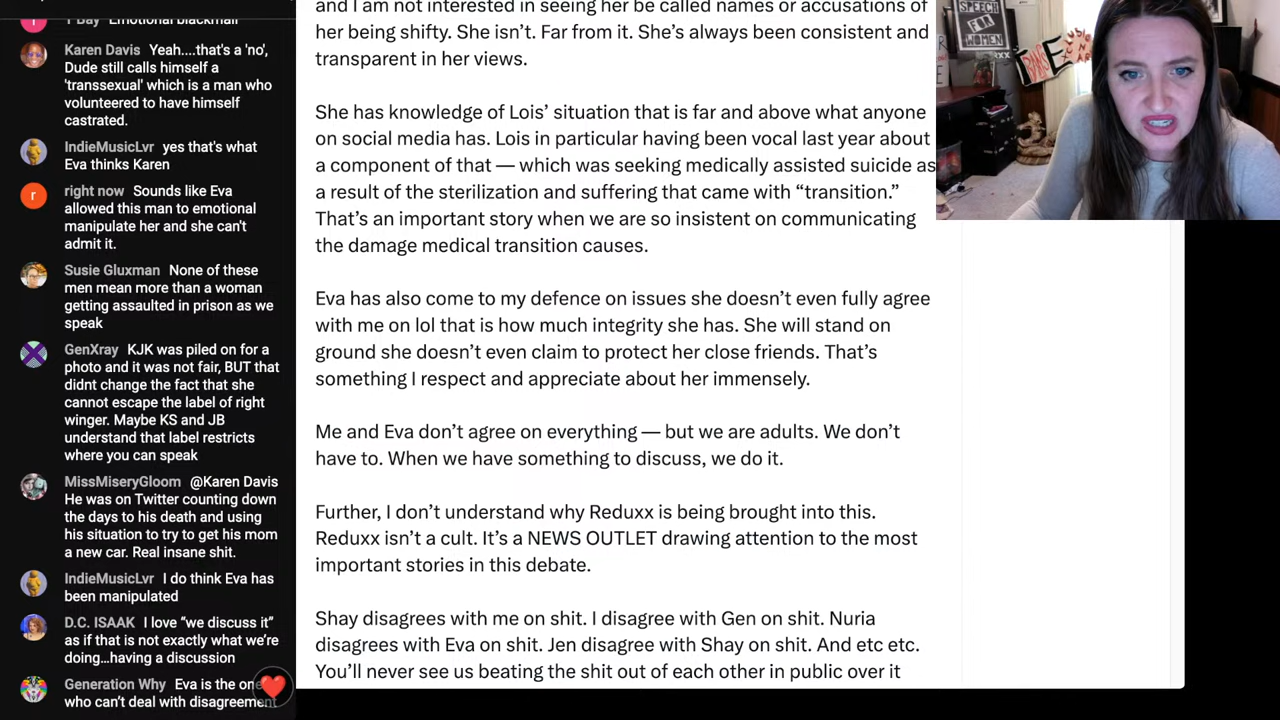 T Bay Emotional blackmail
Karen Davis Yeah....that's a 'no',
Dude still calls himself a
'transsexual' which is a man who
volunteered to have himself
castrated.
IndieMusicLvr yes that's what
Eva thinks Karen
right now Sounds like Eva
allowed this man to emotional
manipulate her and she can't
admit it.
Susie Gluxman None of these
men mean more than a woman
getting assaulted in prison as we
speak
GenXray KJK was piled on for a
photo and it was not fair, BUT that
didnt change the fact that she
cannot escape the label of right
winger. Maybe KS and JB
understand that label restricts
where you can speak
MissMiseryGloom @Karen Davis
He was on Twitter counting down
the days to his death and using
his situation to try to get his mom
a new car. Real insane shit.
IndieMusicLvr I do think Eva has
been manipulated
D.C. ISAAK I love “we discuss it”
as if that is not exactly what we’re
doing...having a discussion
Generation Why Eva is the one
who can’t deal with disagreement
and I am not interested in seeing her be called names or accusations of
her being shifty. She isn’t. Far from it. She’s always been consistent and
transparent in her views.
She has knowledge of Lois’ situation that is far and above what anyone
on social media has. Lois in particular having been vocal last year about
a component of that — which was seeking medically assisted suicide as
a result of the sterilization and suffering that came with “transition.”
That’s an important story when we are so insistent on communicating
the damage medical transition causes.
Eva has also come to my defence on issues she doesn’t even fully agree
with me on lol that is how much integrity she has. She will stand on
ground she doesn’t even claim to protect her close friends. That’s
something I respect and appreciate about her immensely.
Me and Eva don’t agree on everything — but we are adults. We don’t
have to. When we have something to discuss, we do it.
Further, I don’t understand why Reduxx is being brought into this.
Reduxx isn’t a cult. It’s a NEWS OUTLET drawing attention to the most
important stories in this debate.
Shay disagrees with me on shit. I disagree with Gen on shit. Nuria
disagrees with Eva on shit. Jen disagree with Shay on shit. And etc etc.
You’ll never see us beating the shit out of each other in public over it
SPEECH
FOR
WOMEN